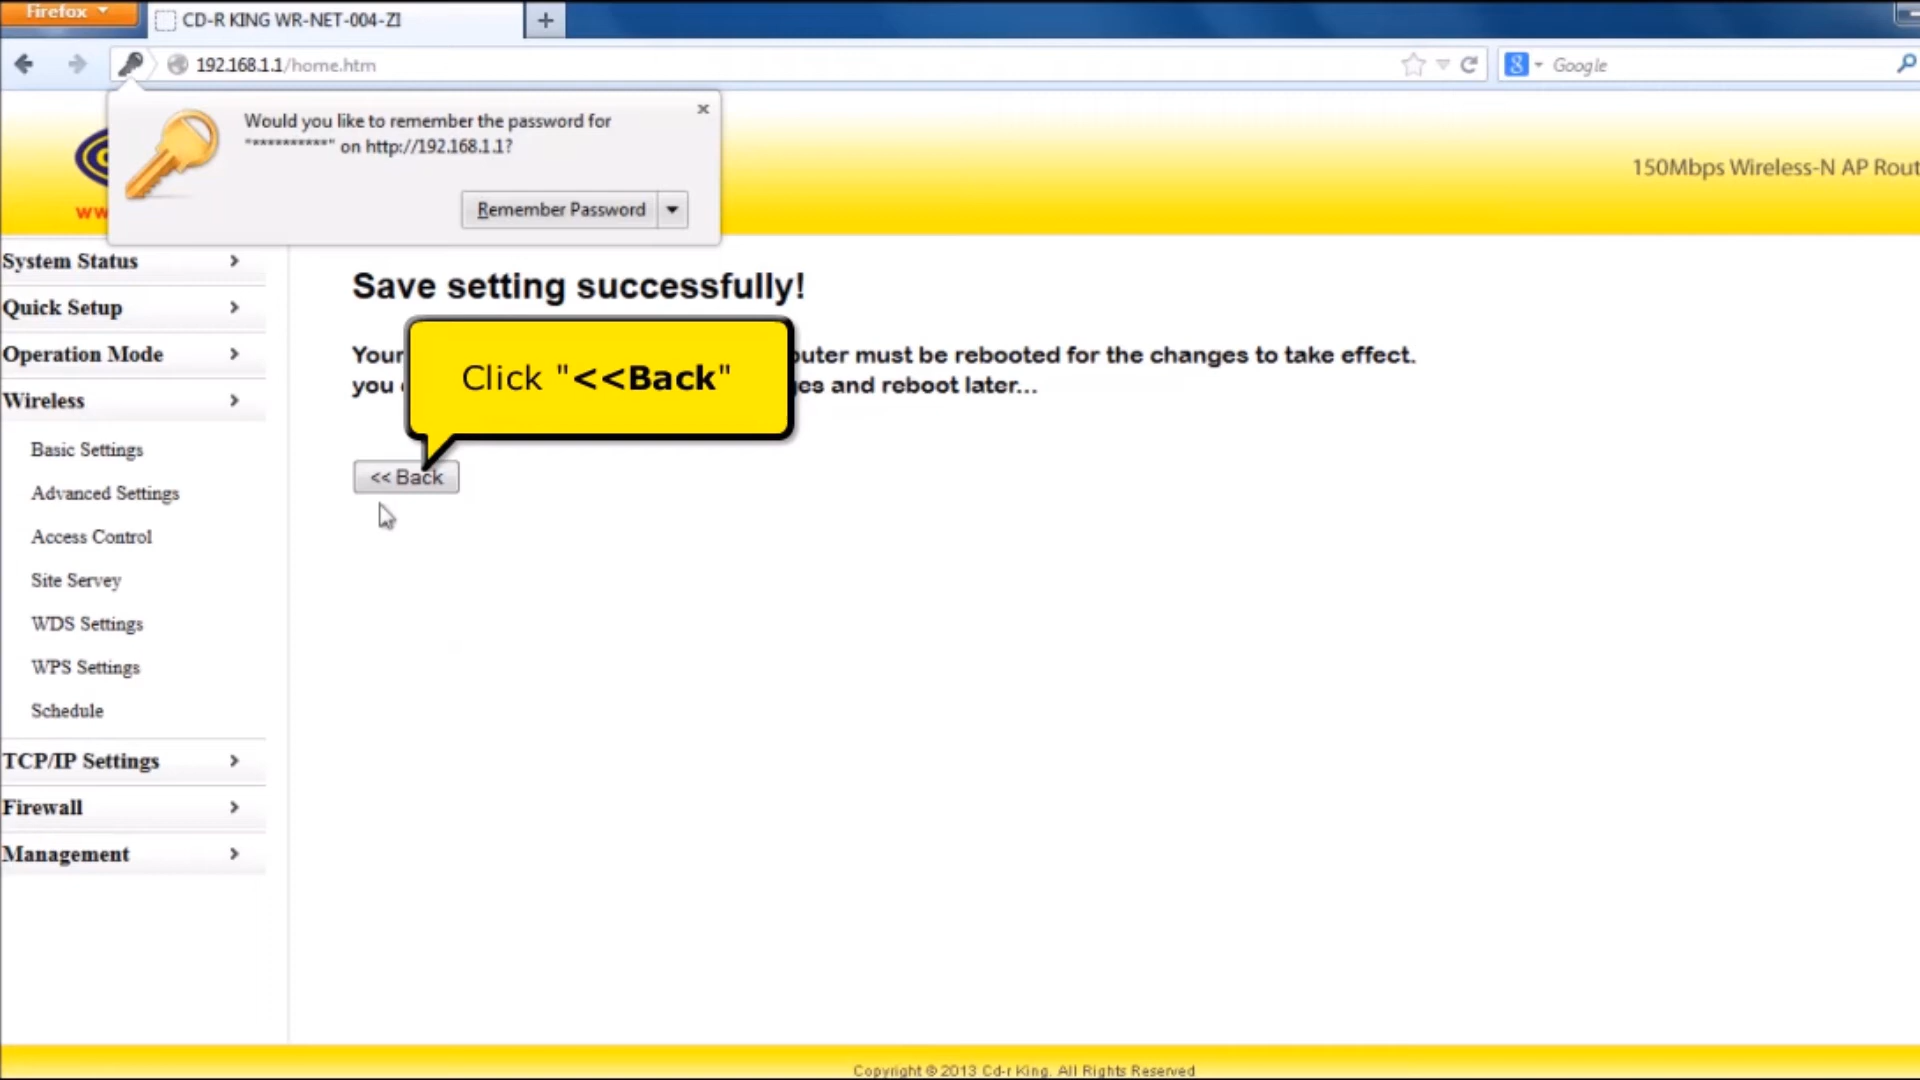 Firefox
CD-R KING WR-NET-004-ZI
192.168.1.1/home.htm
Google
Would you like to remember the password for
"**********" on http://192.168.1.1?
Remember Password
150Mbps Wireless-N AP Rout
ww
System Status
Quick Setup
Operation Mode
Wireless
Basic Settings
Advanced Settings
Access Control
Site Servey
WDS Settings
WPS Settings
Schedule
TCP/IP Settings
Firewall
Management
Save setting successfully!
Your uter must be rebooted for the changes to take effect.
you es and reboot later...
Click "<<Back"
<< Back
Copyright © 2013 Cd-r King. All Rights Reserved